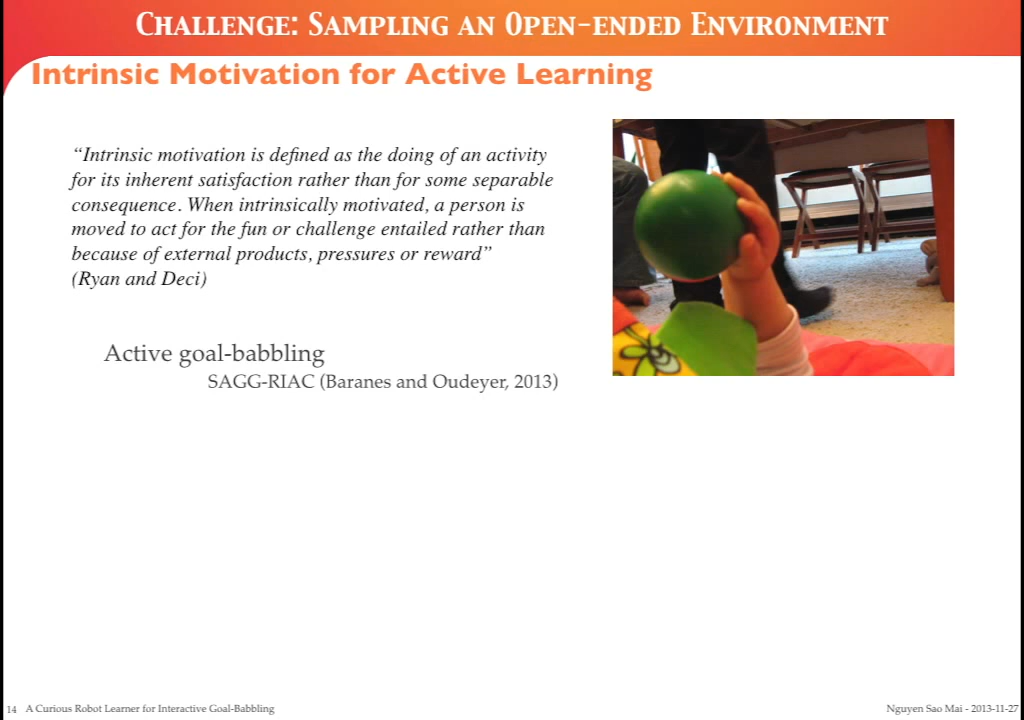 CHALLENGE: SAMPLING AN OPEN-ENDED ENVIRONMENT
Intrinsic Motivation for Active Learning
“Intrinsic motivation is defined as the doing of an activity
for its inherent satisfaction rather than for some separable
consequence. When intrinsically motivated, a person is
moved to act for the fun or challenge entailed rather than
because of external products, pressures or reward”
(Ryan and Deci)
Active goal-babbling
SAGG-RIAC (Baranes and Oudeyer, 2013)
14 A Curious Robot Learner for Interactive Goal-Babbling
Nguyen Sao Mai - 2013-11-27